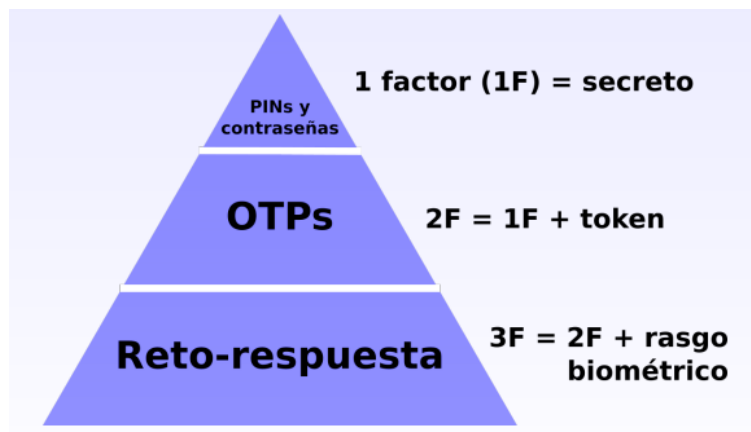 1 factor (1F) = secreto
PINs y
contraseñas
OTPs
2F = 1F + token
Reto-respuesta
3F = 2F + rasgo
biométrico